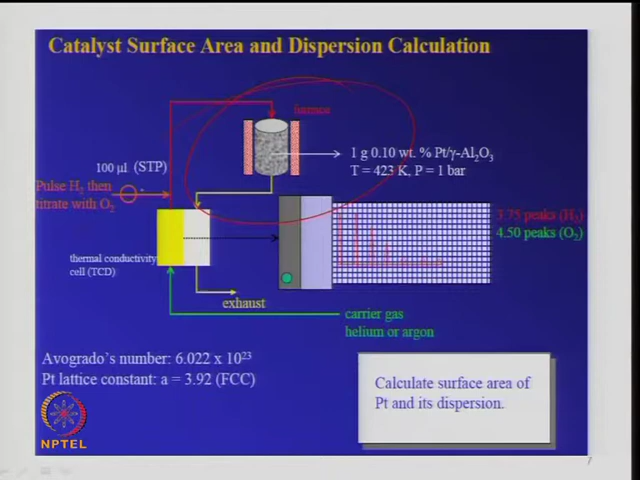 Catalyst Surface Area and Dispersion Calculation
furnace
100 μl (STP)
1 g 0.10 wt. % Pt/γ-Al₂O₃
T = 423 K, P = 1 bar
Pulse H₂ then
titrate with O₂
3.75 peaks (H₂)
4.50 peaks (O₂)
thermal conductivity
cell (TCD)
exhaust
carrier gas
helium or argon
Avogrado's number: 6.022 x 10²³
Pt lattice constant: a = 3.92 (FCC)
Calculate surface area of
Pt and its dispersion.
NPTEL
7